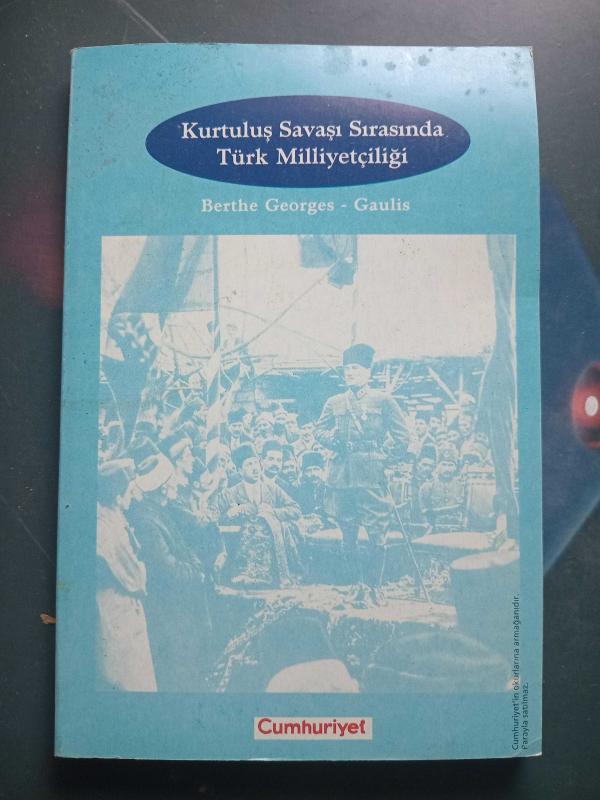 Kurtuluş Savaşı Sırasında
Türk Milliyetçiliği
Berthe Georges - Gaulis
Cumhuriyet'in okurlarına armağanıdır.
Parayla satılmaz.
Cumhuriyet